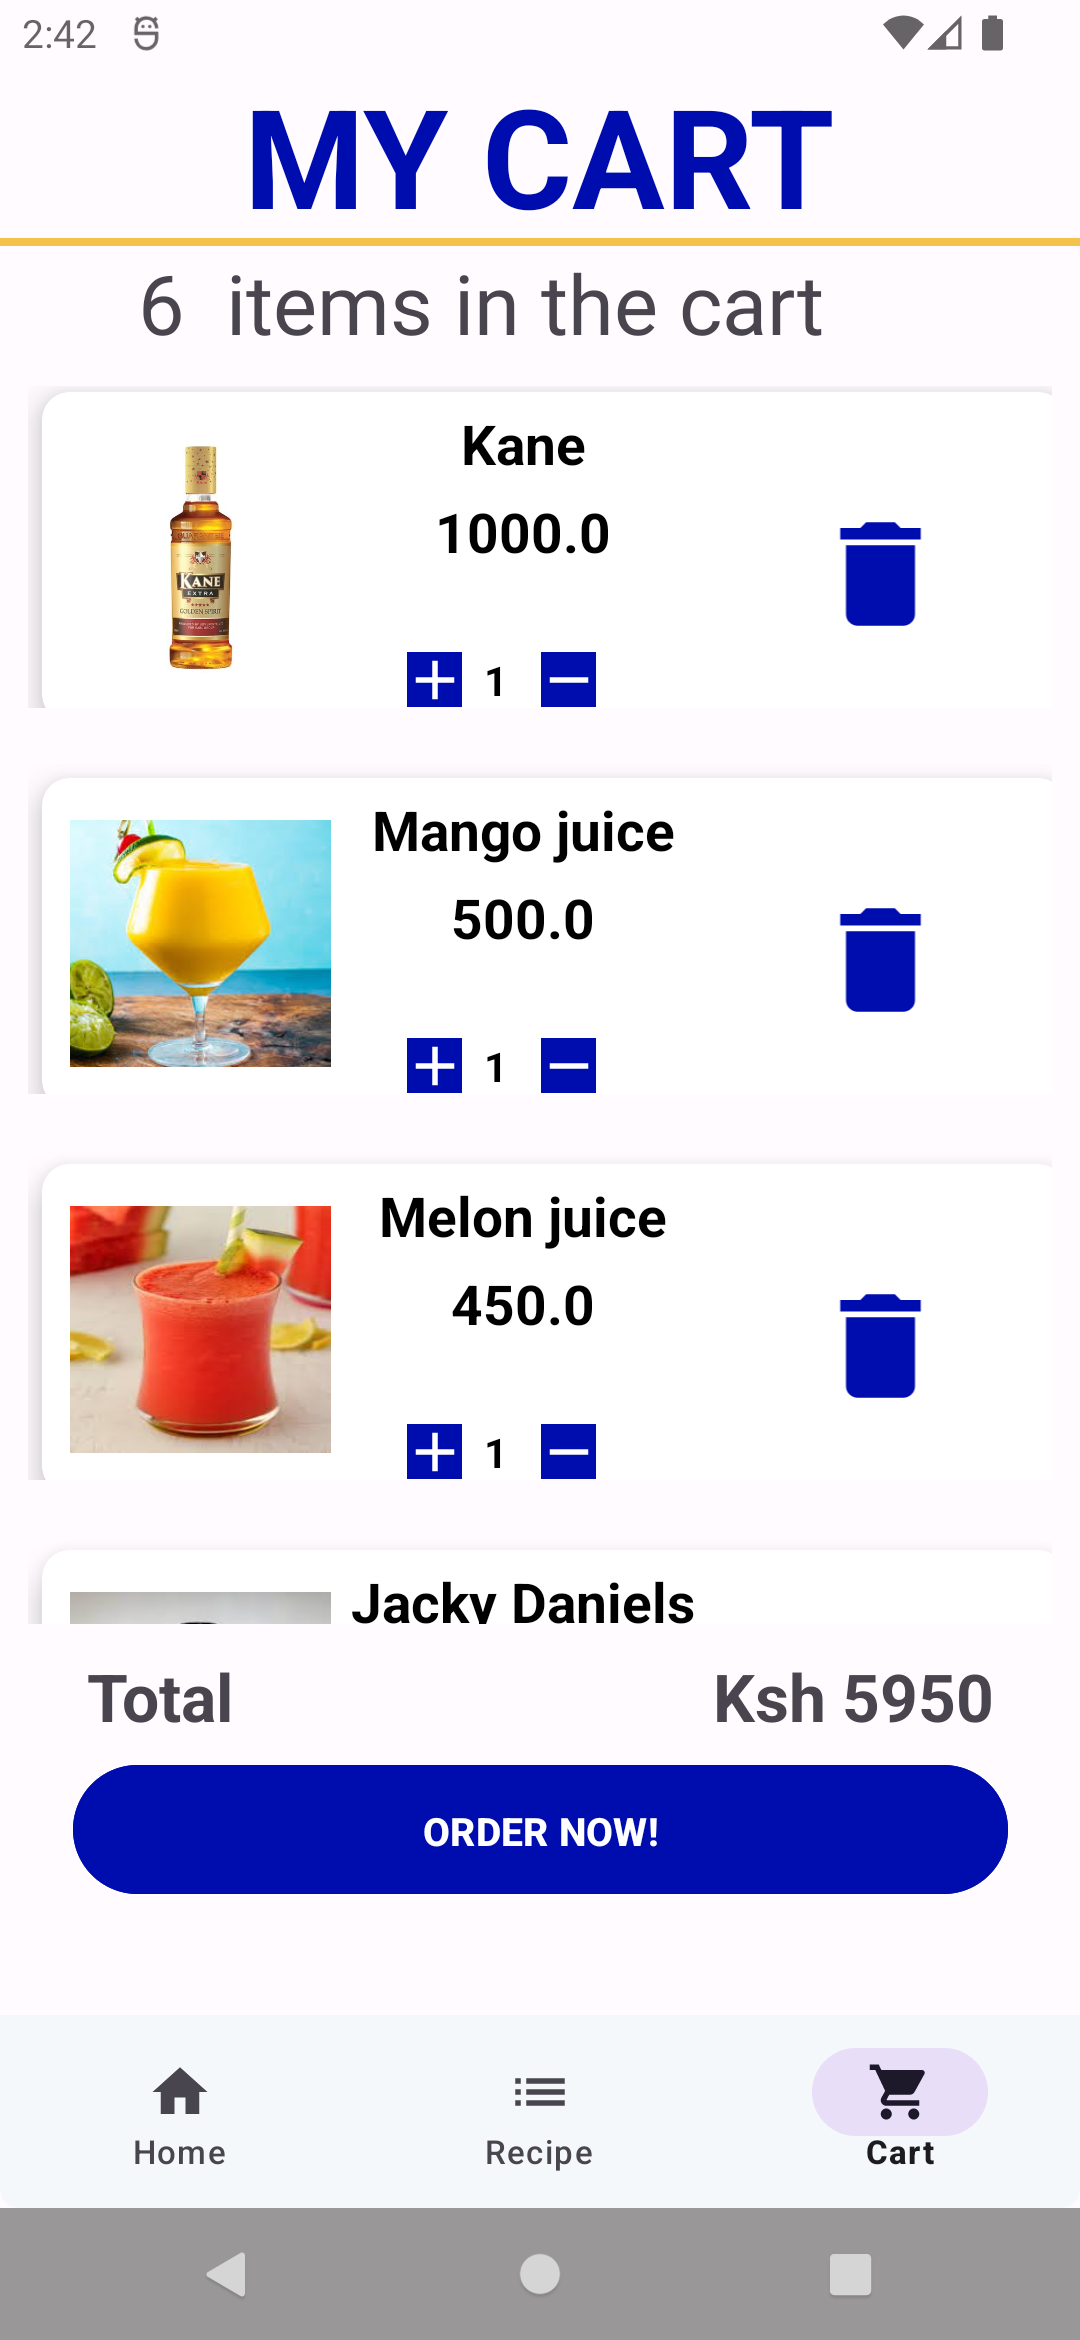 2:42
MY CART
6 items in the cart
Kane
1000.0
KANE
EXTRA
GOLDEN SPIRIT
1
Mango juice
500.0
1
Melon juice
450.0
1
Jacky Daniels
Total
Ksh 5950
ORDER NOW!
Home
Recipe
Cart